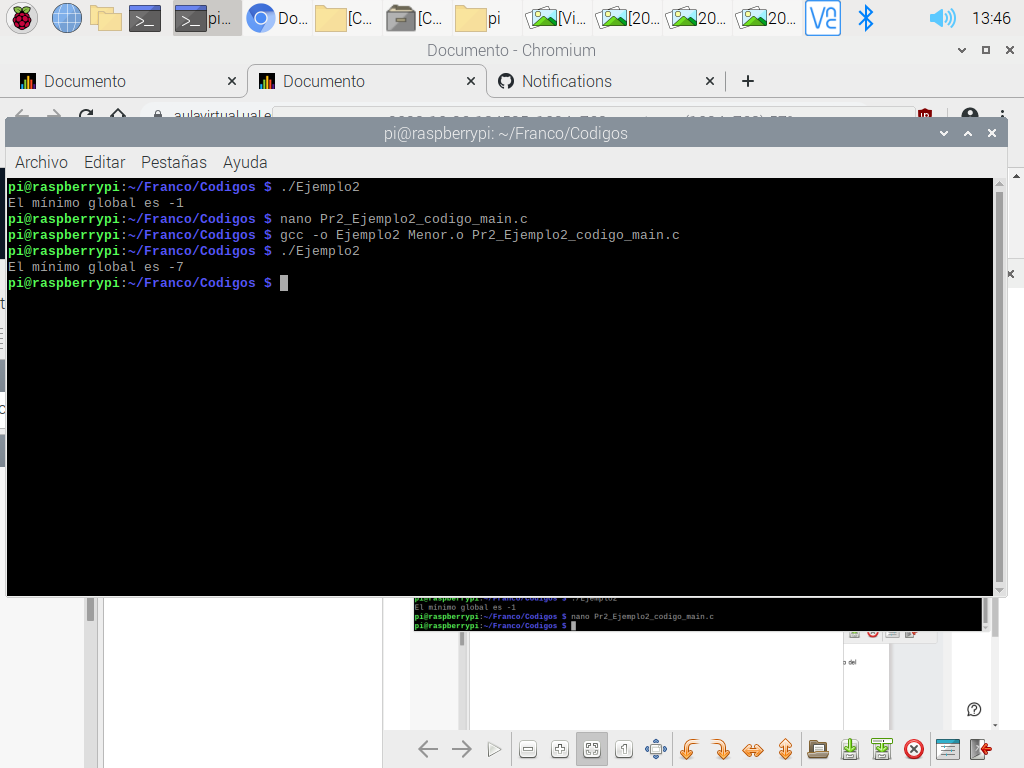 pi...
Do...
[C...
[C...
pi
[Vi...
[20...
20...
20...
13:46
Documento - Chromium
Documento
Documento
Notifications
aulavirtual.ual.e
pi@raspberrypi: ~/Franco/Codigos
Archivo Editar Pestañas Ayuda
pi@raspberrypi:~/Franco/Codigos $ ./Ejemplo2
El mínimo global es -1
pi@raspberrypi:~/Franco/Codigos $ nano Pr2_Ejemplo2_codigo_main.c
pi@raspberrypi:~/Franco/Codigos $ gcc -o Ejemplo2 Menor.o Pr2_Ejemplo2_codigo_main.c
pi@raspberrypi:~/Franco/Codigos $ ./Ejemplo2
El mínimo global es -7
pi@raspberrypi:~/Franco/Codigos $
pi@raspberrypi:~/Franco/Codigos $ ./Ejemplo2
El mínimo global es -1
pi@raspberrypi:~/Franco/Codigos $ nano Pr2_Ejemplo2_codigo_main.c
pi@raspberrypi:~/Franco/Codigos $
del